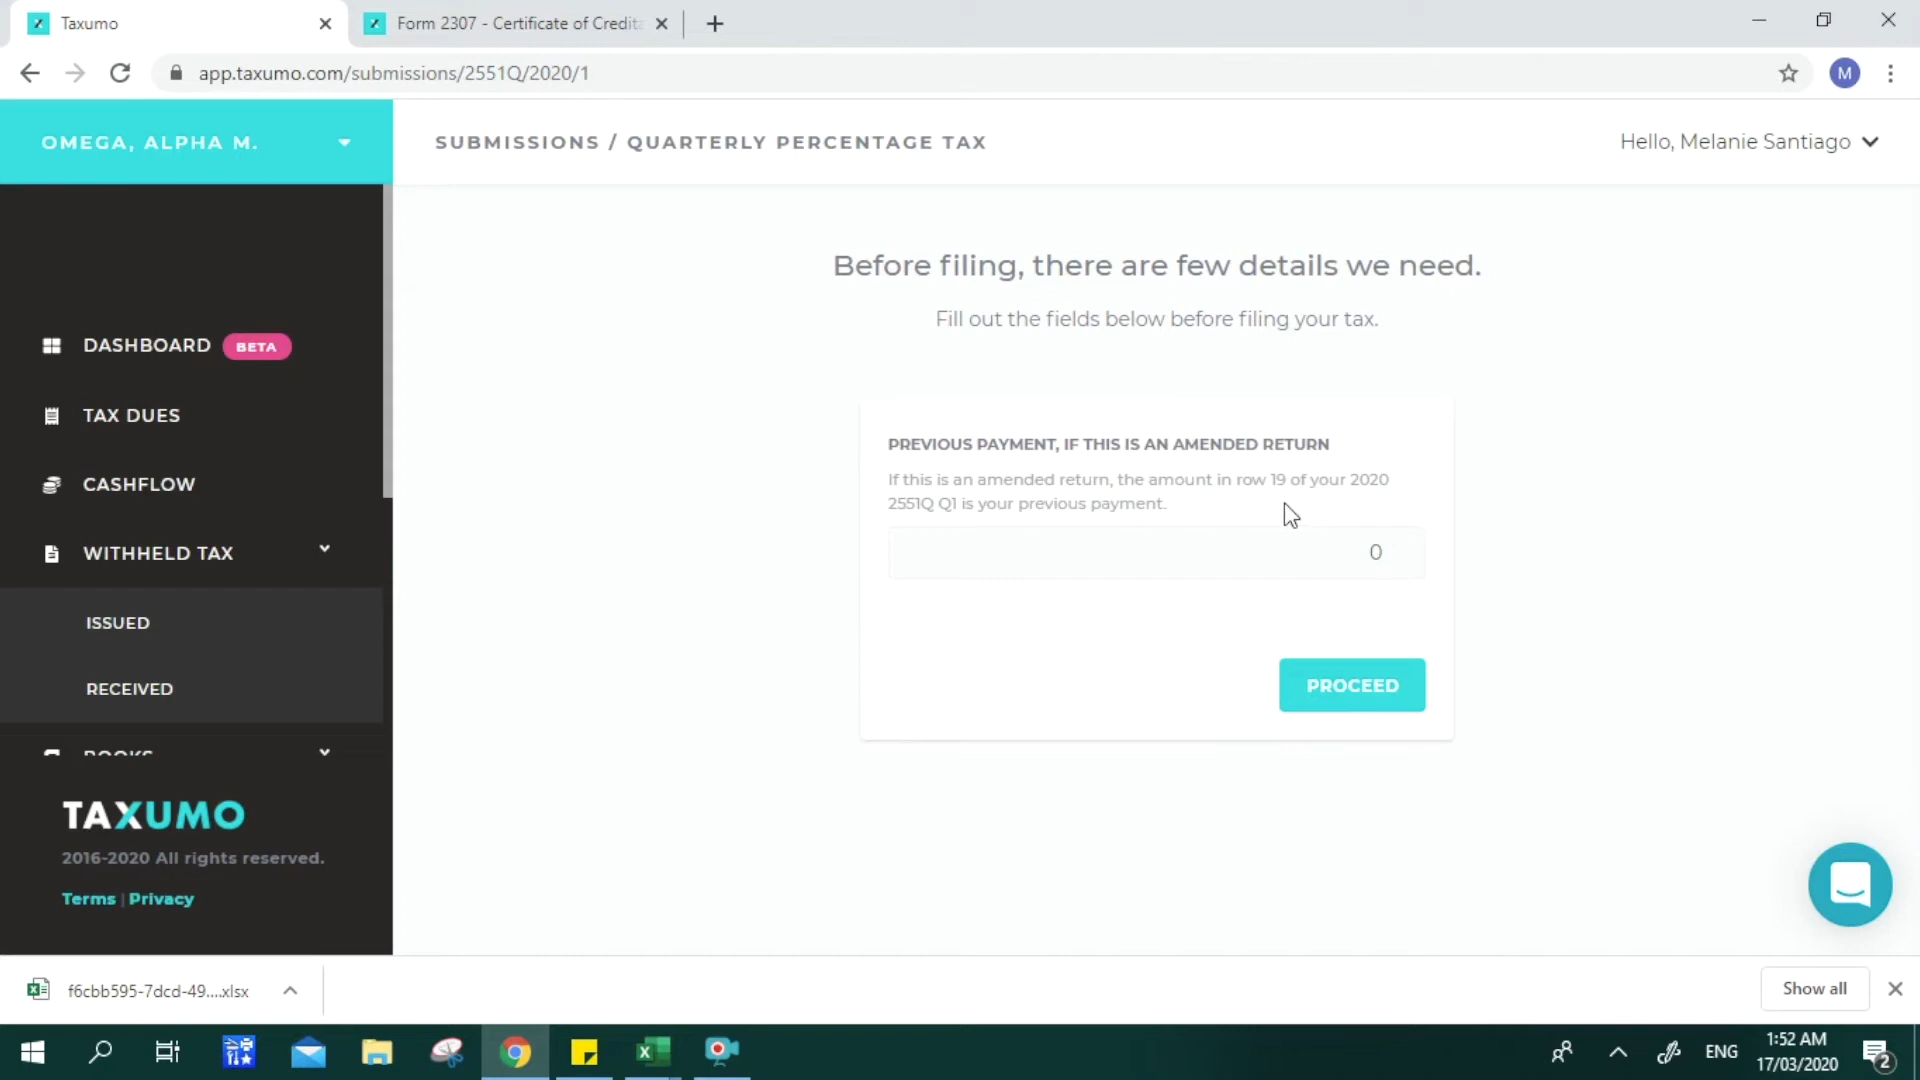 Taxumo
Form 2307 - Certificate of Credita
app.taxumo.com/submissions/2551Q/2020/1
M
OMEGA, ALPHA M.
SUBMISSIONS / QUARTERLY PERCENTAGE TAX
Hello, Melanie Santiago
Before filing, there are few details we need.
Fill out the fields below before filing your tax.
DASHBOARD BETA
TAX DUES
CASHFLOW
WITHHELD TAX
ISSUED
RECEIVED
BOOKS
PREVIOUS PAYMENT, IF THIS IS AN AMENDED RETURN
If this is an amended return, the amount in row 19 of your 2020
2551Q Q1 is your previous payment.
0
PROCEED
TAXUMO
2016-2020 All rights reserved.
Terms | Privacy
f6cbb595-7dcd-49....xlsx
Show all
ENG
1:52 AM
17/03/2020
2